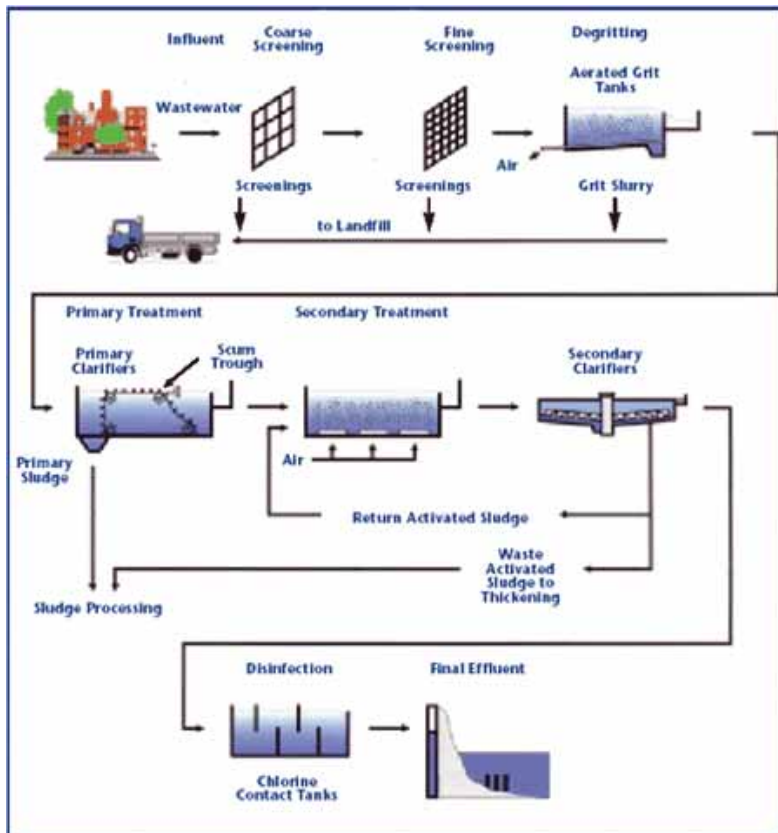 Influent
Coarse
Screening
Fine
Screening
Degritting
Aerated Grit
Tanks
Wastewater
Air
Screenings
Screenings
Grit Slurry
to Landfill
Primary Treatment
Secondary Treatment
Primary
Clarifiers
Scum
Trough
Secondary
Clarifiers
Primary
Sludge
Air
Return Activated Sludge
Waste
Activated
Sludge to
Thickening
Sludge Processing
Disinfection
Final Effluent
Chlorine
Contact Tanks